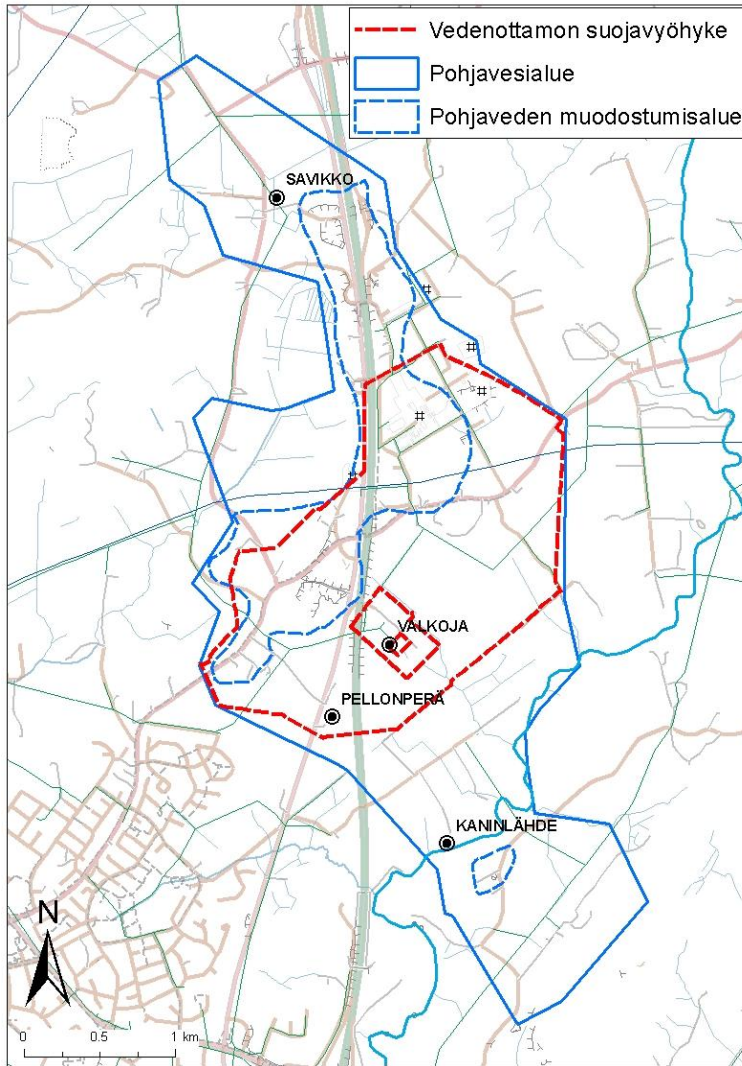 Vedenottamon suojavyöhyke
Pohjavesialue
Pohjaveden muodostumisalue
SAVIKKO
VALKOJA
PELLONPERÄ
KANINLÄHDE
N
0 0.5 1 km